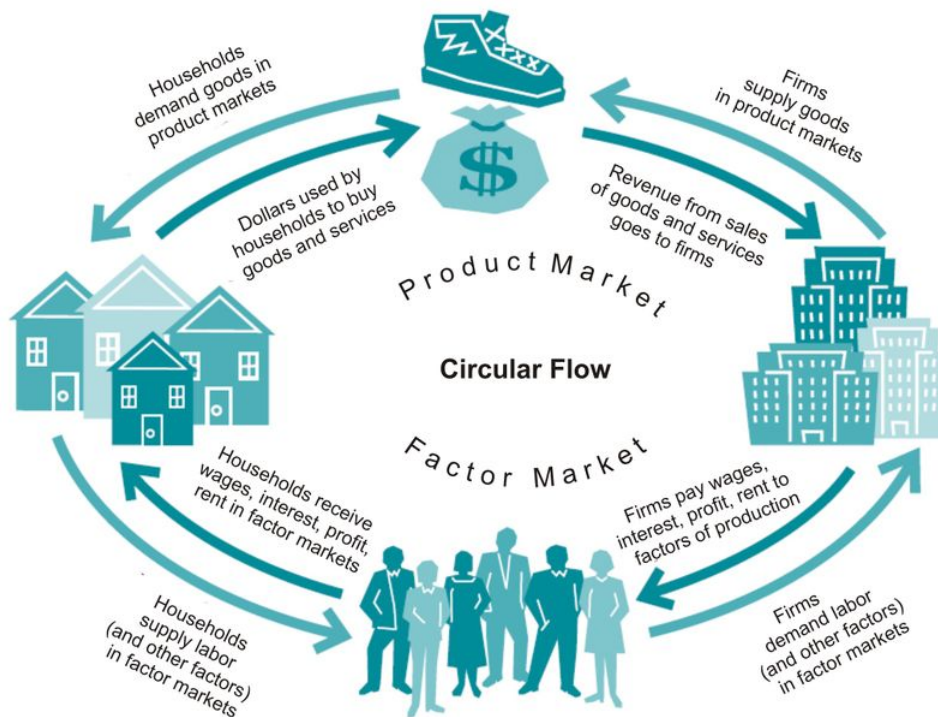 Households
demand goods in
product markets
Dollars used by
households to buy
goods and services
$
Firms
supply goods
in product markets
Revenue from sales
of goods and services
goes to firms
Product Market
Circular Flow
Factor Market
Households receive
wages, interest, profit,
rent in factor markets
Firms pay wages,
interest, profit, rent to
factors of production
Households
supply labor
(and other factors)
in factor markets
Firms
demand labor
(and other factors)
in factor markets